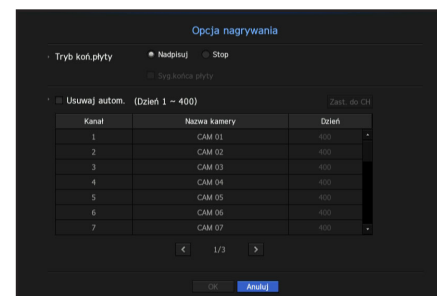 Opcja nagrywania
Tryb koń.płyty Nadpisuj Stop
Syg.końca płyty
Usuwaj autom. (Dzień 1 ~ 400) Zast. do CH
Kanał Nazwa kamery Dzień
1 CAM 01 400
2 CAM 02 400
3 CAM 03 400
4 CAM 04 400
5 CAM 05 400
6 CAM 06 400
7 CAM 07 400
< 1/3 >
OK Anuluj